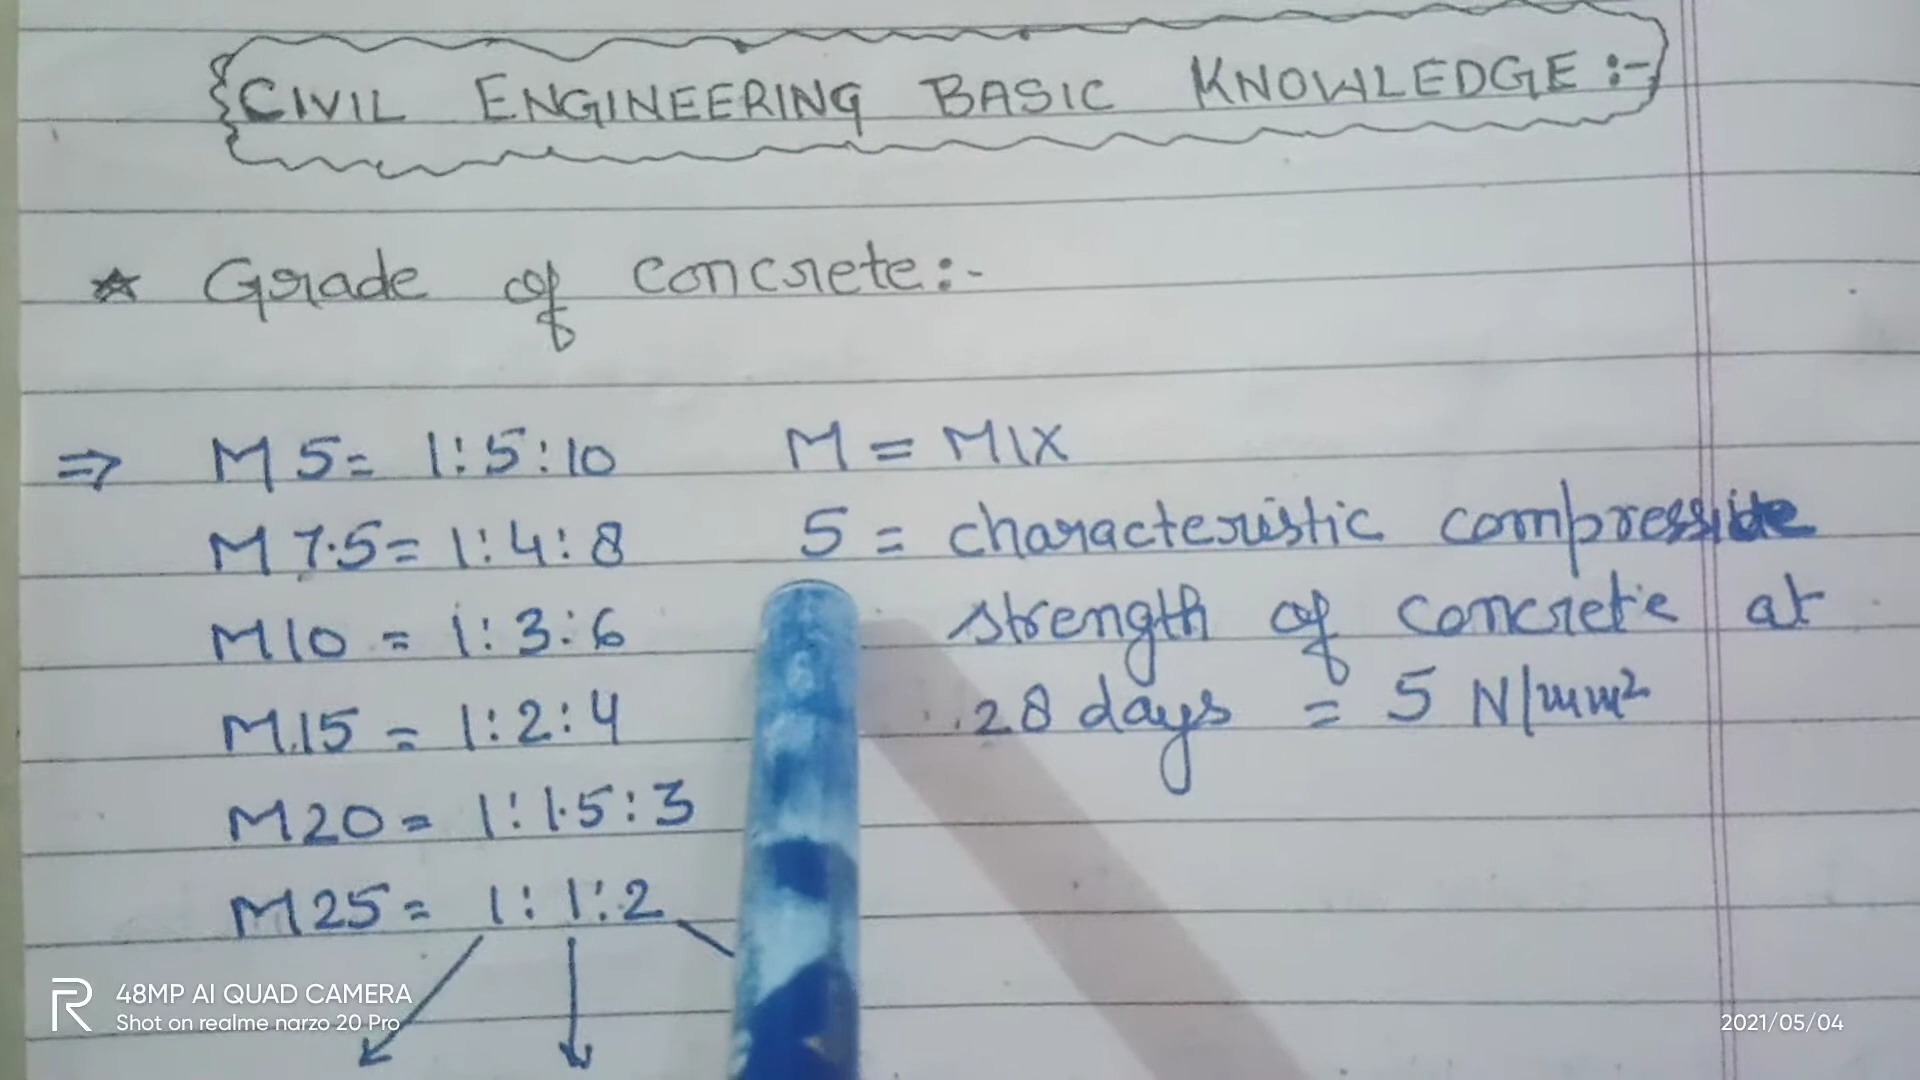 CIVIL ENGINEERING BASIC KNOWLEDGE :-
* Grade of concrete:-
⇒ M5 = 1:5:10 M = MIX
M7.5 = 1:4:8 5 = characteristic compressive
M10 = 1:3:6 strength of concrete at
M15 = 1:2:4 28 days = 5 N/mm²
M20 = 1:1.5:3
M25 = 1:1:2
48MP AI QUAD CAMERA
Shot on realme narzo 20 Pro
2021/05/04